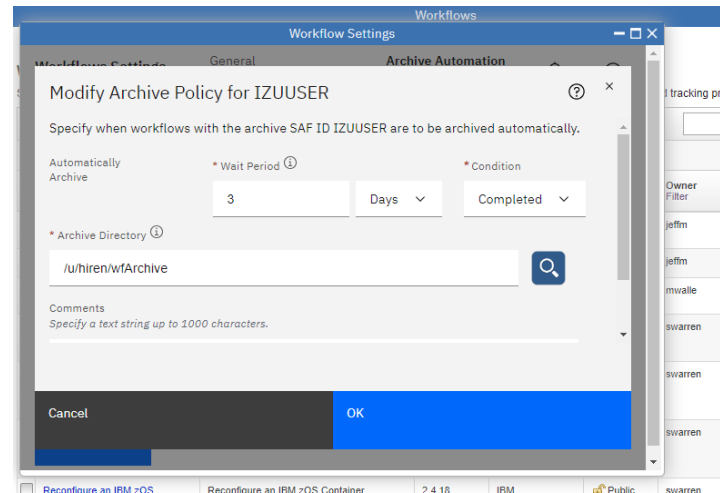 Workflows
Workflow Settings
General
Archive Automation
Workflows Settings
Modify Archive Policy for IZUUSER
Specify when workflows with the archive SAF ID IZUUSER are to be archived automatically.
Automatically
Archive
* Wait Period
* Condition
3
Days
Completed
* Archive Directory
/u/hiren/wfArchive
Comments
Specify a text string up to 1000 characters.
Cancel
OK
d tracking pr
Owner
Filter
jeffm
jeffm
mwalle
swarren
swarren
swarren
Reconfigure an IBM zOS
Reconfigure an IBM zOS Container
2.4.18
IBM
Public
swarren